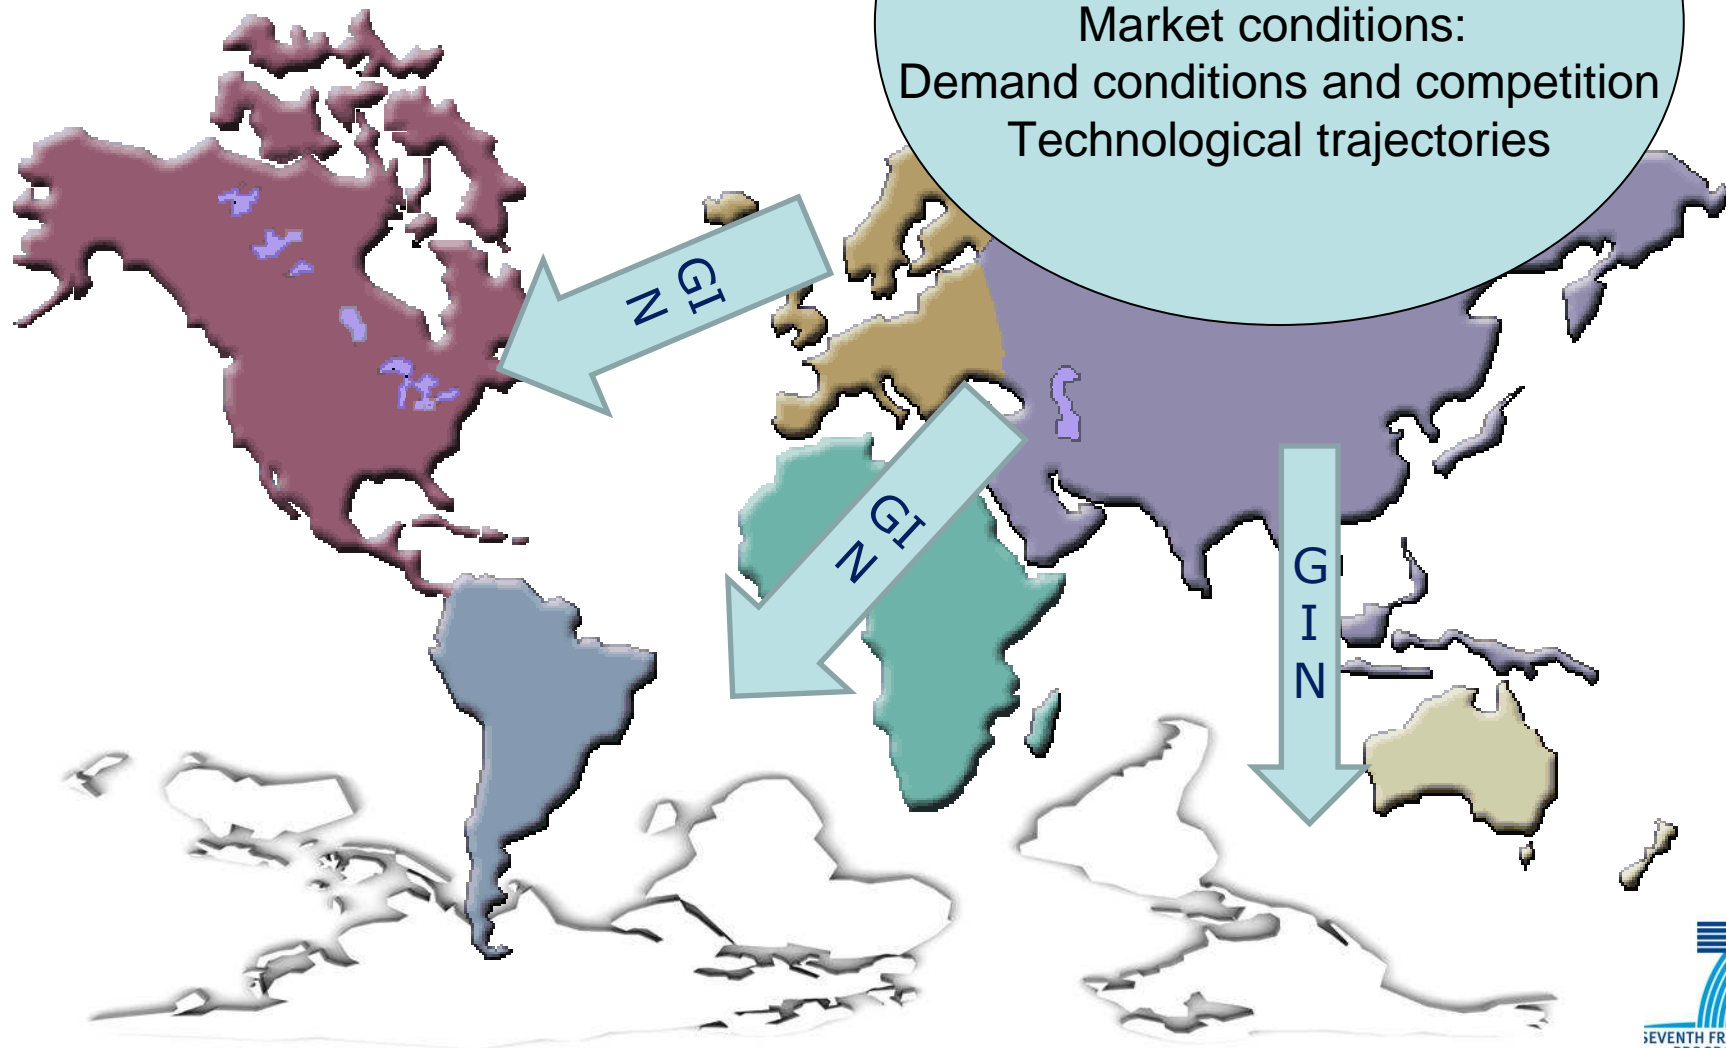 Market conditions:
Demand conditions and competition
Technological trajectories
GI
N
GI
N
G
I
N
SEVENTH FR